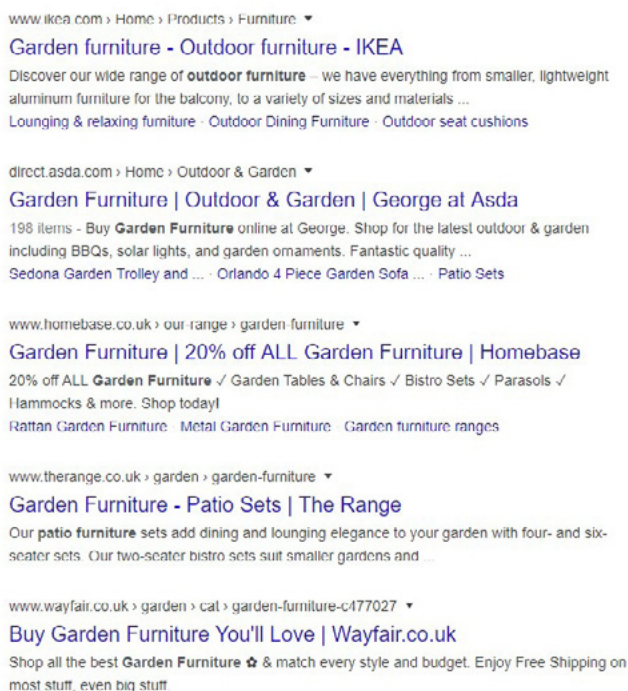 www.ikea.com › Home › Products › Furniture ▼
Garden furniture - Outdoor furniture - IKEA
Discover our wide range of outdoor furniture – we have everything from smaller, lightweight
aluminum furniture for the balcony, to a variety of sizes and materials ...
Lounging & relaxing furniture · Outdoor Dining Furniture · Outdoor seat cushions
direct.asda.com › Home › Outdoor & Garden ▼
Garden Furniture | Outdoor & Garden | George at Asda
198 items - Buy Garden Furniture online at George. Shop for the latest outdoor & garden
including BBQs, solar lights, and garden ornaments. Fantastic quality ...
Sedona Garden Trolley and ... · Orlando 4 Piece Garden Sofa ... · Patio Sets
www.homebase.co.uk › our-range › garden-furniture ▼
Garden Furniture | 20% off ALL Garden Furniture | Homebase
20% off ALL Garden Furniture ✓ Garden Tables & Chairs ✓ Bistro Sets ✓ Parasols ✓
Hammocks & more. Shop today!
Rattan Garden Furniture · Metal Garden Furniture · Garden furniture ranges
www.therange.co.uk › garden › garden-furniture ▼
Garden Furniture - Patio Sets | The Range
Our patio furniture sets add dining and lounging elegance to your garden with four- and six-
seater sets. Our two-seater bistro sets suit smaller gardens and ...
www.wayfair.co.uk › garden › cat › garden-furniture-c477027 ▼
Buy Garden Furniture You'll Love | Wayfair.co.uk
Shop all the best Garden Furniture ✿ & match every style and budget. Enjoy Free Shipping on
most stuff, even big stuff.